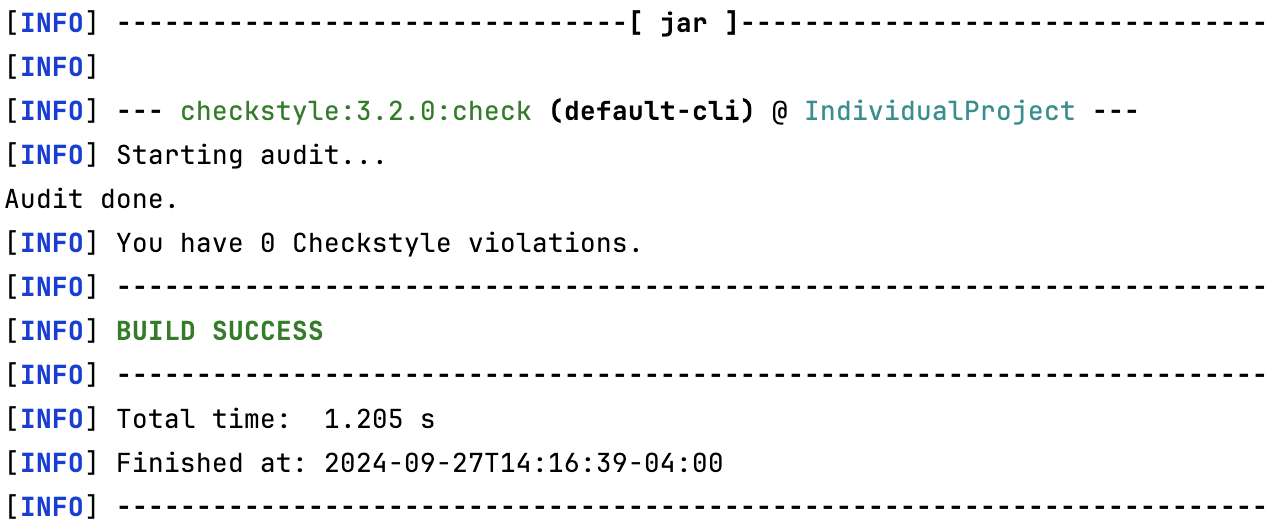 [INFO] --------------------------------[ jar ]---------------------------------
[INFO]
[INFO] --- checkstyle:3.2.0:check (default-cli) @ IndividualProject ---
[INFO] Starting audit...
Audit done.
[INFO] You have 0 Checkstyle violations.
[INFO] ------------------------------------------------------------------------
[INFO] BUILD SUCCESS
[INFO] ------------------------------------------------------------------------
[INFO] Total time:  1.205 s
[INFO] Finished at: 2024-09-27T14:16:39-04:00
[INFO] ------------------------------------------------------------------------